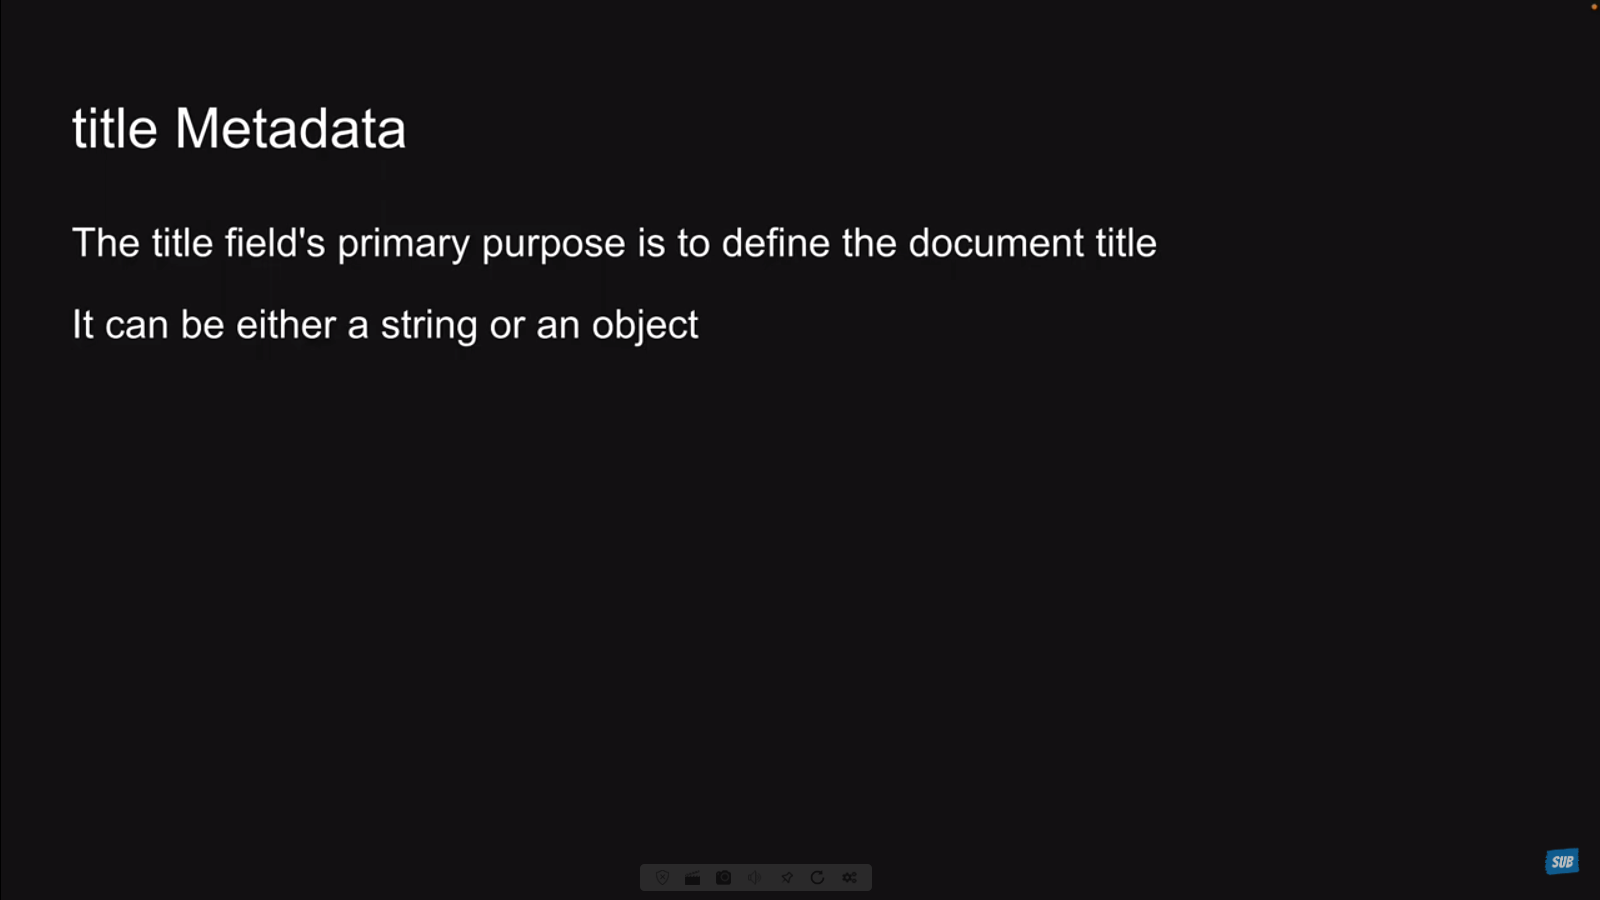 title Metadata
The title field's primary purpose is to define the document title
It can be either a string or an object
SUB